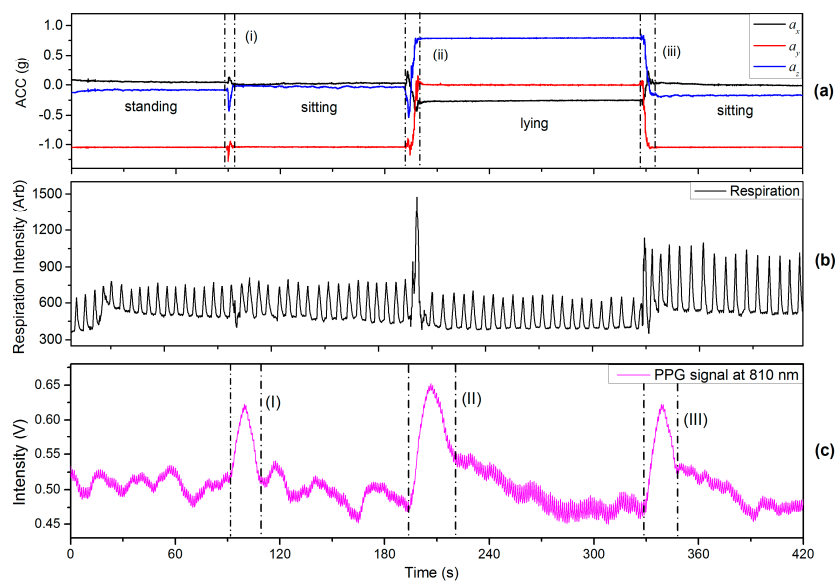 1.0
0.5
0.0
-0.5
-1.0
ACC (g)
(i)
(ii)
(iii)
aₓ
a_y
a_z
standing
sitting
lying
sitting
(a)
1500
1200
900
600
300
Respiration Intensity (Arb)
Respiration
(b)
0.65
0.60
0.55
0.50
0.45
Intensity (V)
PPG signal at 810 nm
(I)
(II)
(III)
(c)
0 60 120 180 240 300 360 420
Time (s)